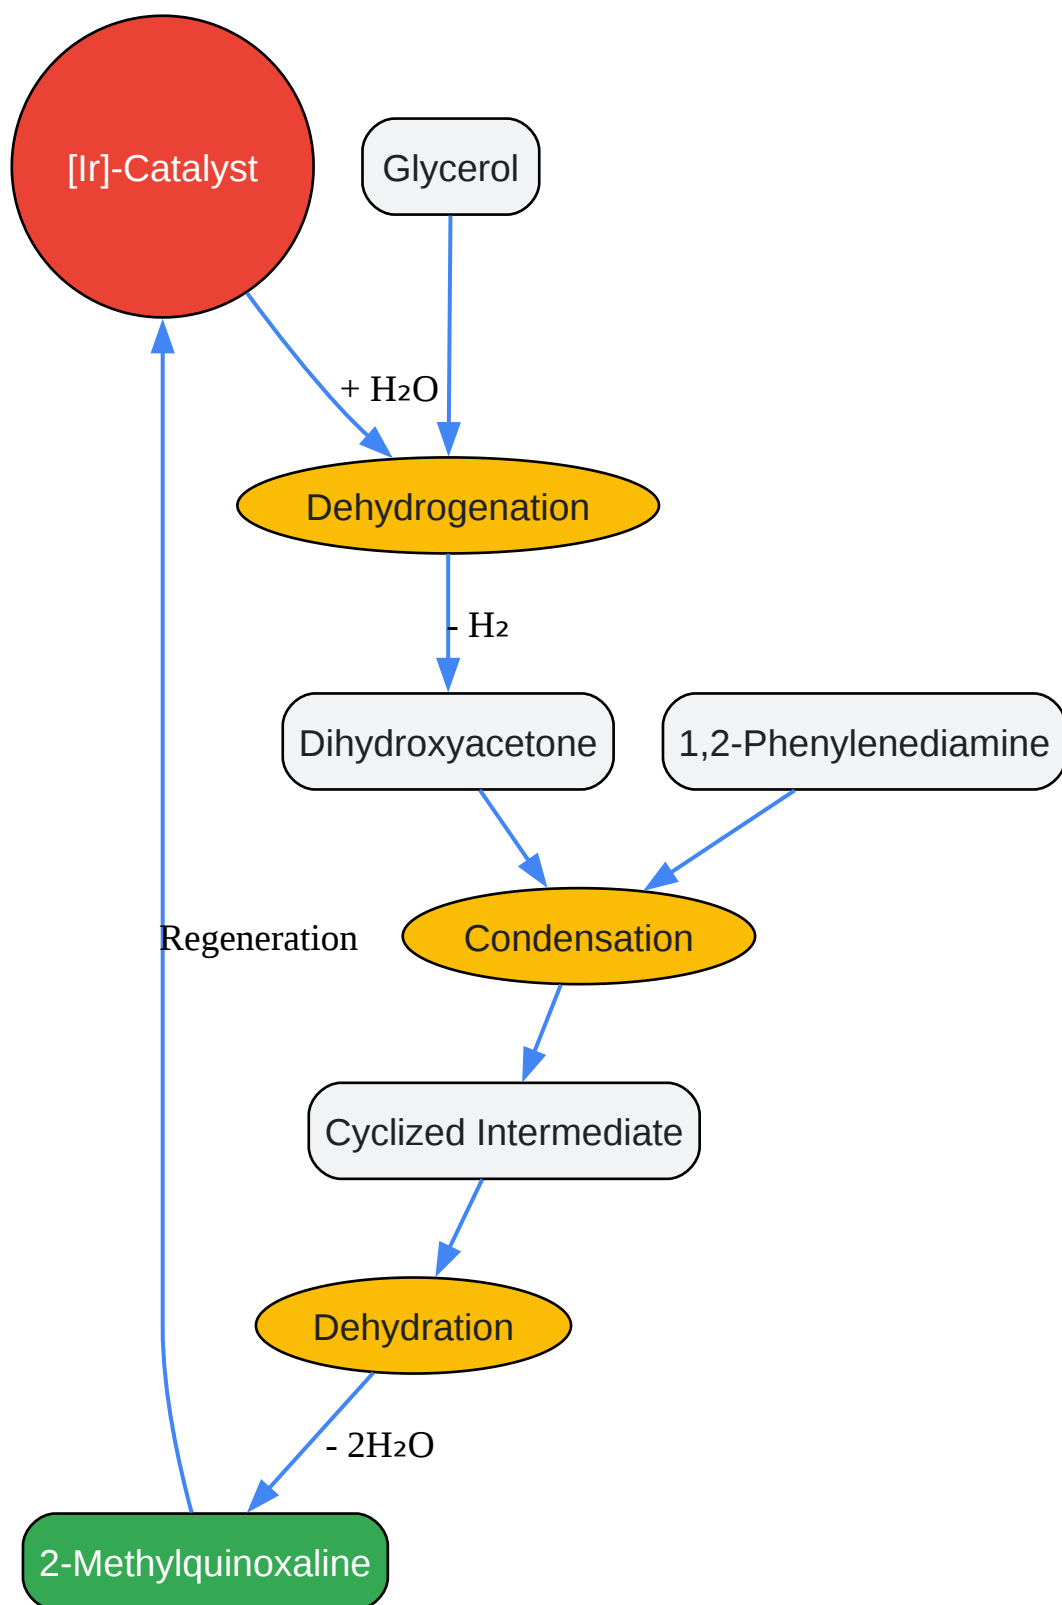 [Ir]-Catalyst
Glycerol
+ H₂O
Dehydrogenation
- H₂
Dihydroxyacetone
1,2-Phenylenediamine
Regeneration
Condensation
Cyclized Intermediate
Dehydration
- 2H₂O
2-Methylquinoxaline